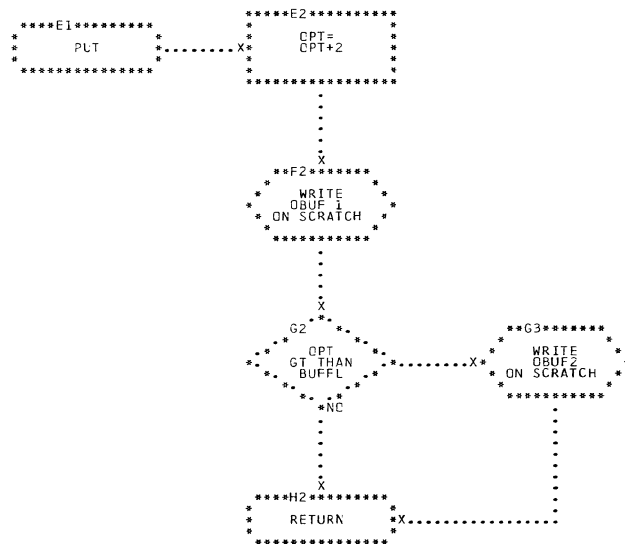 E1
PUT
E2
OPT=
OPT+2
F2
WRITE
OBUF 1
ON SCRATCH
G2
OPT
GT THAN
BUFFL
NO
G3
WRITE
OBUF2
ON SCRATCH
H2
RETURN